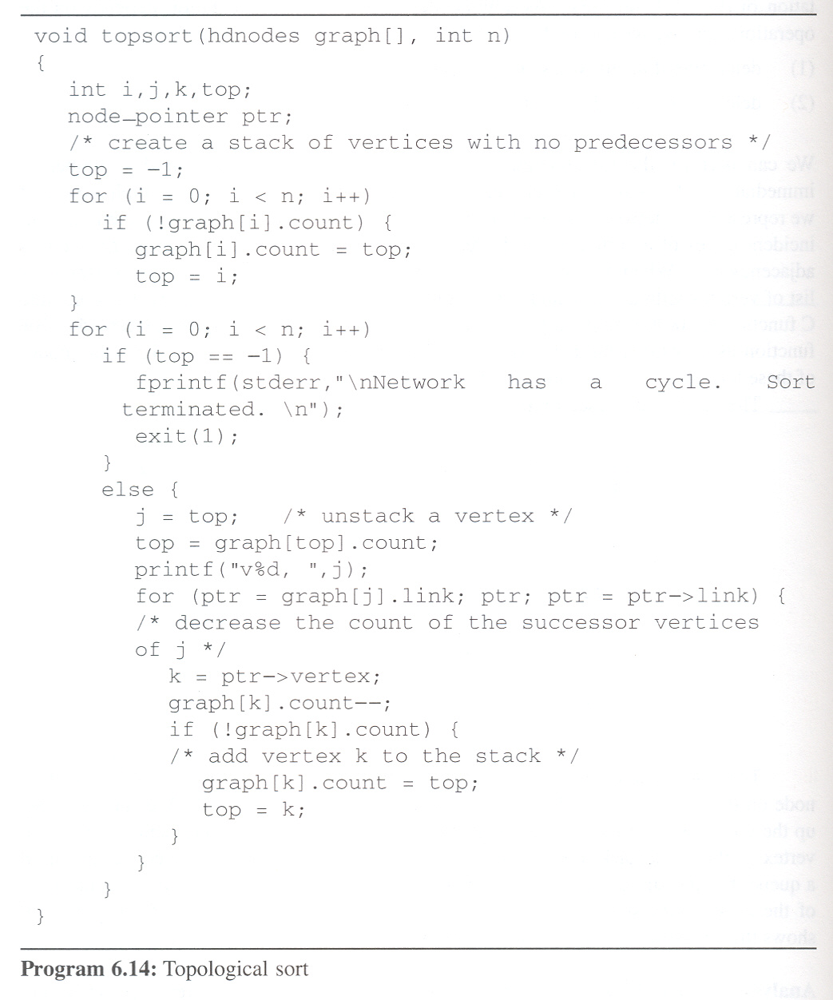 void topsort(hdnodes graph[], int n)
{
int i,j,k,top;
node_pointer ptr;
/* create a stack of vertices with no predecessors */
top = -1;
for (i = 0; i < n; i++)
if (!graph[i].count) {
graph[i].count = top;
top = i;
}
for (i = 0; i < n; i++)
if (top == -1) {
fprintf(stderr,"\nNetwork has a cycle. Sort
terminated. \n");
exit(1);
}
else {
j = top; /* unstack a vertex */
top = graph[top].count;
printf("v%d, ",j);
for (ptr = graph[j].link; ptr; ptr = ptr->link) {
/* decrease the count of the successor vertices
of j */
k = ptr->vertex;
graph[k].count--;
if (!graph[k].count) {
/* add vertex k to the stack */
graph[k].count = top;
top = k;
}
}
}
}
Program 6.14: Topological sort